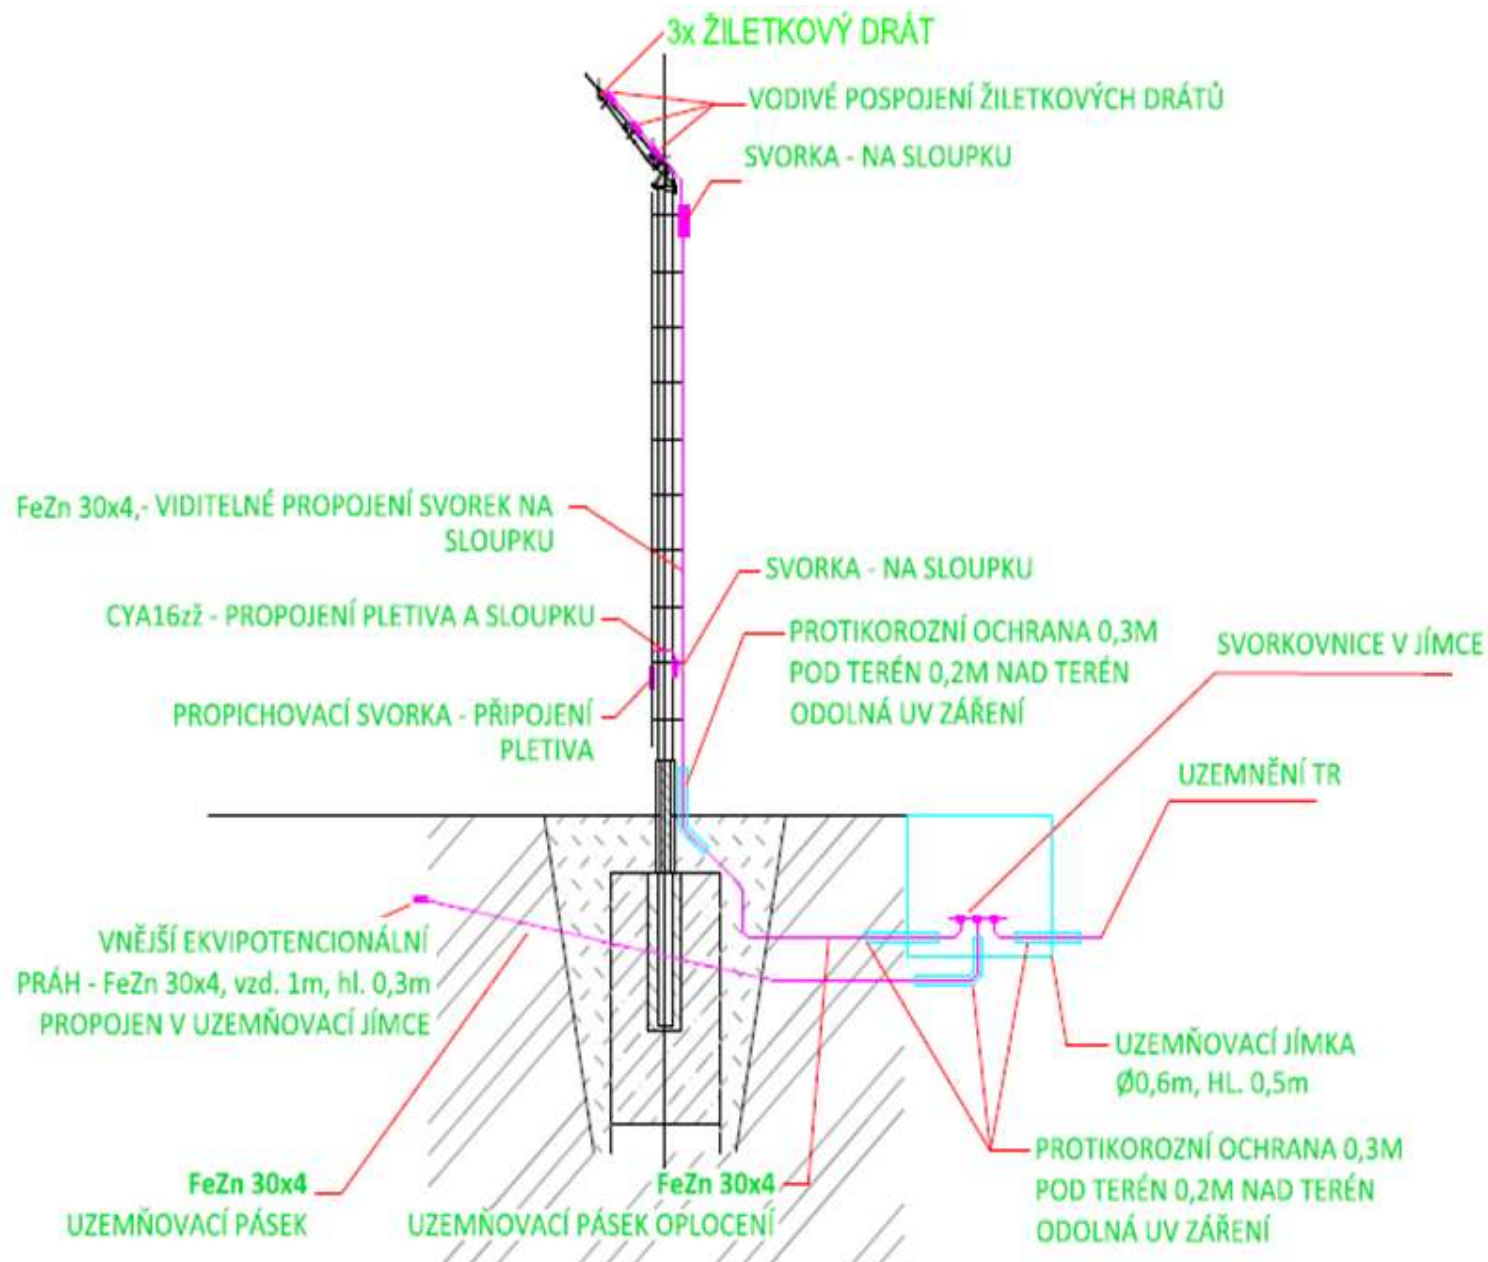 3x ŽILETKOVÝ DRÁT
VODIVÉ POSPOJENÍ ŽILETKOVÝCH DRÁTŮ
SVORKA - NA SLOUPKU
FeZn 30x4,- VIDITELNÉ PROPOJENÍ SVOREK NA
SLOUPKU
SVORKA - NA SLOUPKU
CYA16zž - PROPOJENÍ PLETIVA A SLOUPKU
PROTIKOROZNÍ OCHRANA 0,3M
POD TERÉN 0,2M NAD TERÉN
ODOLNÁ UV ZÁŘENÍ
SVORKOVNICE V JÍMCE
PROPICHOVACÍ SVORKA - PŘIPOJENÍ
PLETIVA
UZEMNĚNÍ TR
VNĚJŠÍ EKVIPOTENCIONÁLNÍ
PRÁH - FeZn 30x4, vzd. 1m, hl. 0,3m
PROPOJEN V UZEMŇOVACÍ JÍMCE
UZEMŇOVACÍ JÍMKA
Ø0,6m, HL. 0,5m
FeZn 30x4
UZEMŇOVACÍ PÁSEK
FeZn 30x4
UZEMŇOVACÍ PÁSEK OPLOCENÍ
PROTIKOROZNÍ OCHRANA 0,3M
POD TERÉN 0,2M NAD TERÉN
ODOLNÁ UV ZÁŘENÍ